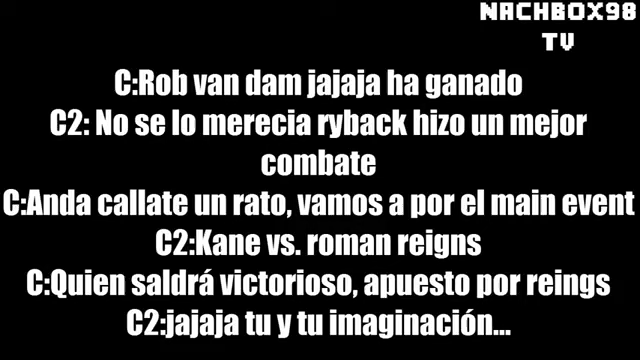 NACHBOX98
TV
C:Rob van dam jajaja ha ganado
C2: No se lo merecia ryback hizo un mejor
combate
C:Anda callate un rato, vamos a por el main event
C2:Kane vs. roman reigns
C:Quien saldrá victorioso, apuesto por reings
C2:jajaja tu y tu imaginación...